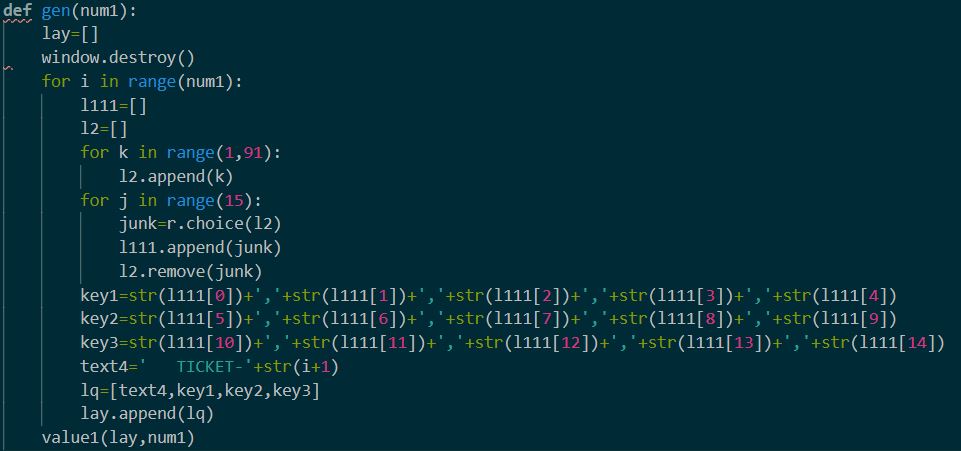 def gen(num1):
    lay=[]
    window.destroy()
    for i in range(num1):
        l111=[]
        l2=[]
        for k in range(1,91):
            l2.append(k)
        for j in range(15):
            junk=r.choice(l2)
            l111.append(junk)
            l2.remove(junk)
        key1=str(l111[0])+','+str(l111[1])+','+str(l111[2])+','+str(l111[3])+','+str(l111[4])
        key2=str(l111[5])+','+str(l111[6])+','+str(l111[7])+','+str(l111[8])+','+str(l111[9])
        key3=str(l111[10])+','+str(l111[11])+','+str(l111[12])+','+str(l111[13])+','+str(l111[14])
        text4='   TICKET-'+str(i+1)
        lq=[text4,key1,key2,key3]
        lay.append(lq)
    value1(lay,num1)